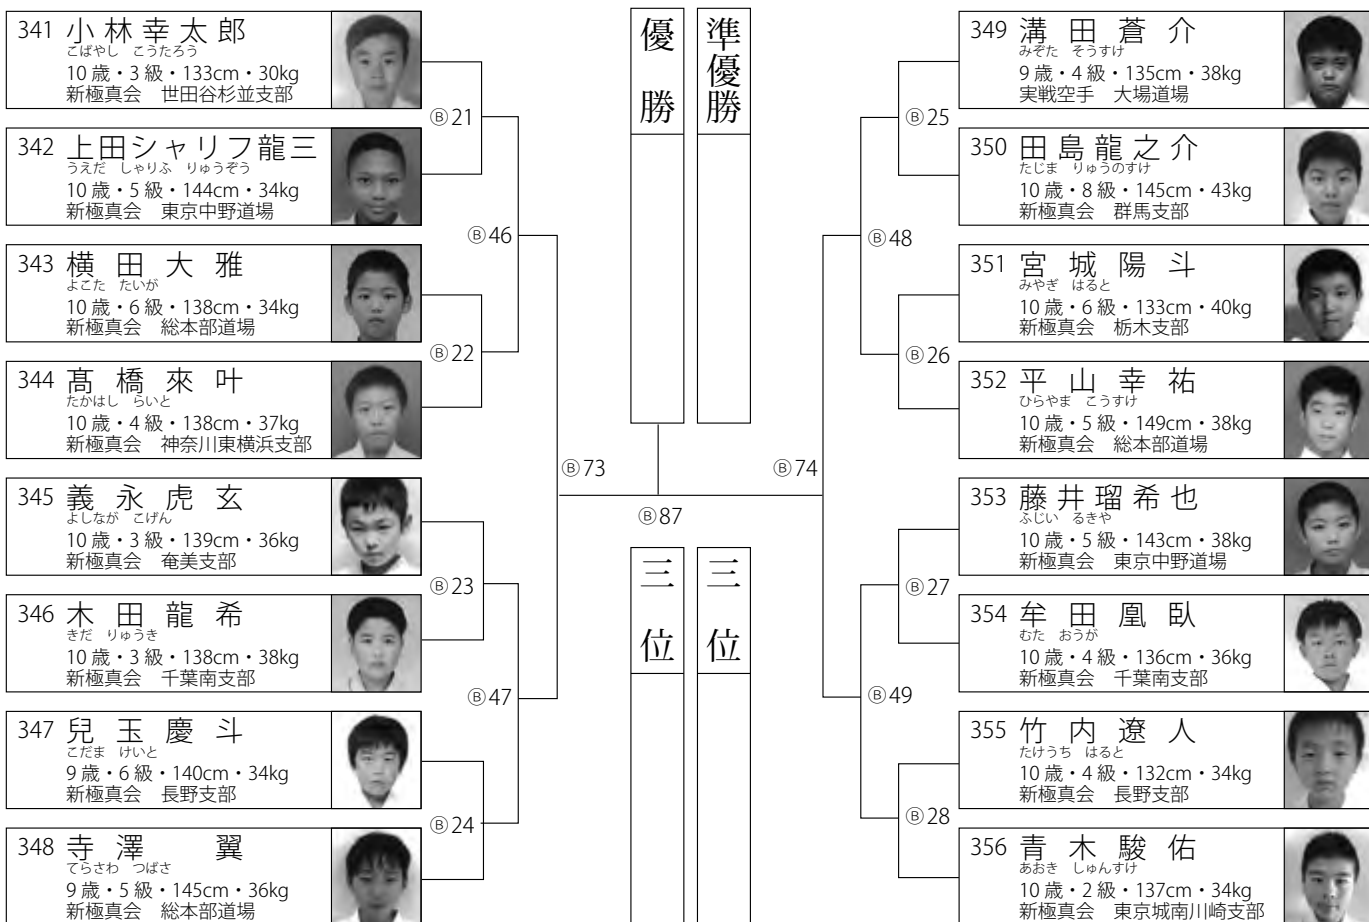 341 小林幸太郎
こばやし こうたろう
10歳・3級・133cm・30kg
新極真会 世田谷杉並支部
342 上田シャリフ龍三
うえだ しゃりふ りゅうぞう
10歳・5級・144cm・34kg
新極真会 東京中野道場
343 横田大雅
よこた たいが
10歳・6級・138cm・34kg
新極真会 総本部道場
344 髙橋來叶
たかはし らいと
10歳・4級・138cm・37kg
新極真会 神奈川東横浜支部
345 義永虎玄
よしなが こげん
10歳・3級・139cm・36kg
新極真会 奄美支部
346 木田龍希
きだ りゅうき
10歳・3級・138cm・38kg
新極真会 千葉南支部
347 兒玉慶斗
こだま けいと
9歳・6級・140cm・34kg
新極真会 長野支部
348 寺澤 翼
てらさわ つばさ
9歳・5級・145cm・36kg
新極真会 総本部道場
Ⓑ21
Ⓑ22
Ⓑ23
Ⓑ24
Ⓑ46
Ⓑ47
Ⓑ73
優勝
準優勝
Ⓑ87
三位
三位
Ⓑ74
Ⓑ48
Ⓑ49
Ⓑ25
Ⓑ26
Ⓑ27
Ⓑ28
349 溝田蒼介
みぞた そうすけ
9歳・4級・135cm・38kg
実戦空手 大場道場
350 田島龍之介
たじま りゅうのすけ
10歳・8級・145cm・43kg
新極真会 群馬支部
351 宮城陽斗
みやぎ はると
10歳・6級・133cm・40kg
新極真会 栃木支部
352 平山幸祐
ひらやま こうすけ
10歳・5級・149cm・38kg
新極真会 総本部道場
353 藤井瑠希也
ふじい るきや
10歳・5級・143cm・38kg
新極真会 東京中野道場
354 牟田凰臥
むた おうが
10歳・4級・136cm・36kg
新極真会 千葉南支部
355 竹内遼人
たけうち はると
10歳・4級・132cm・34kg
新極真会 長野支部
356 青木駿佑
あおき しゅんすけ
10歳・2級・137cm・34kg
新極真会 東京城南川崎支部